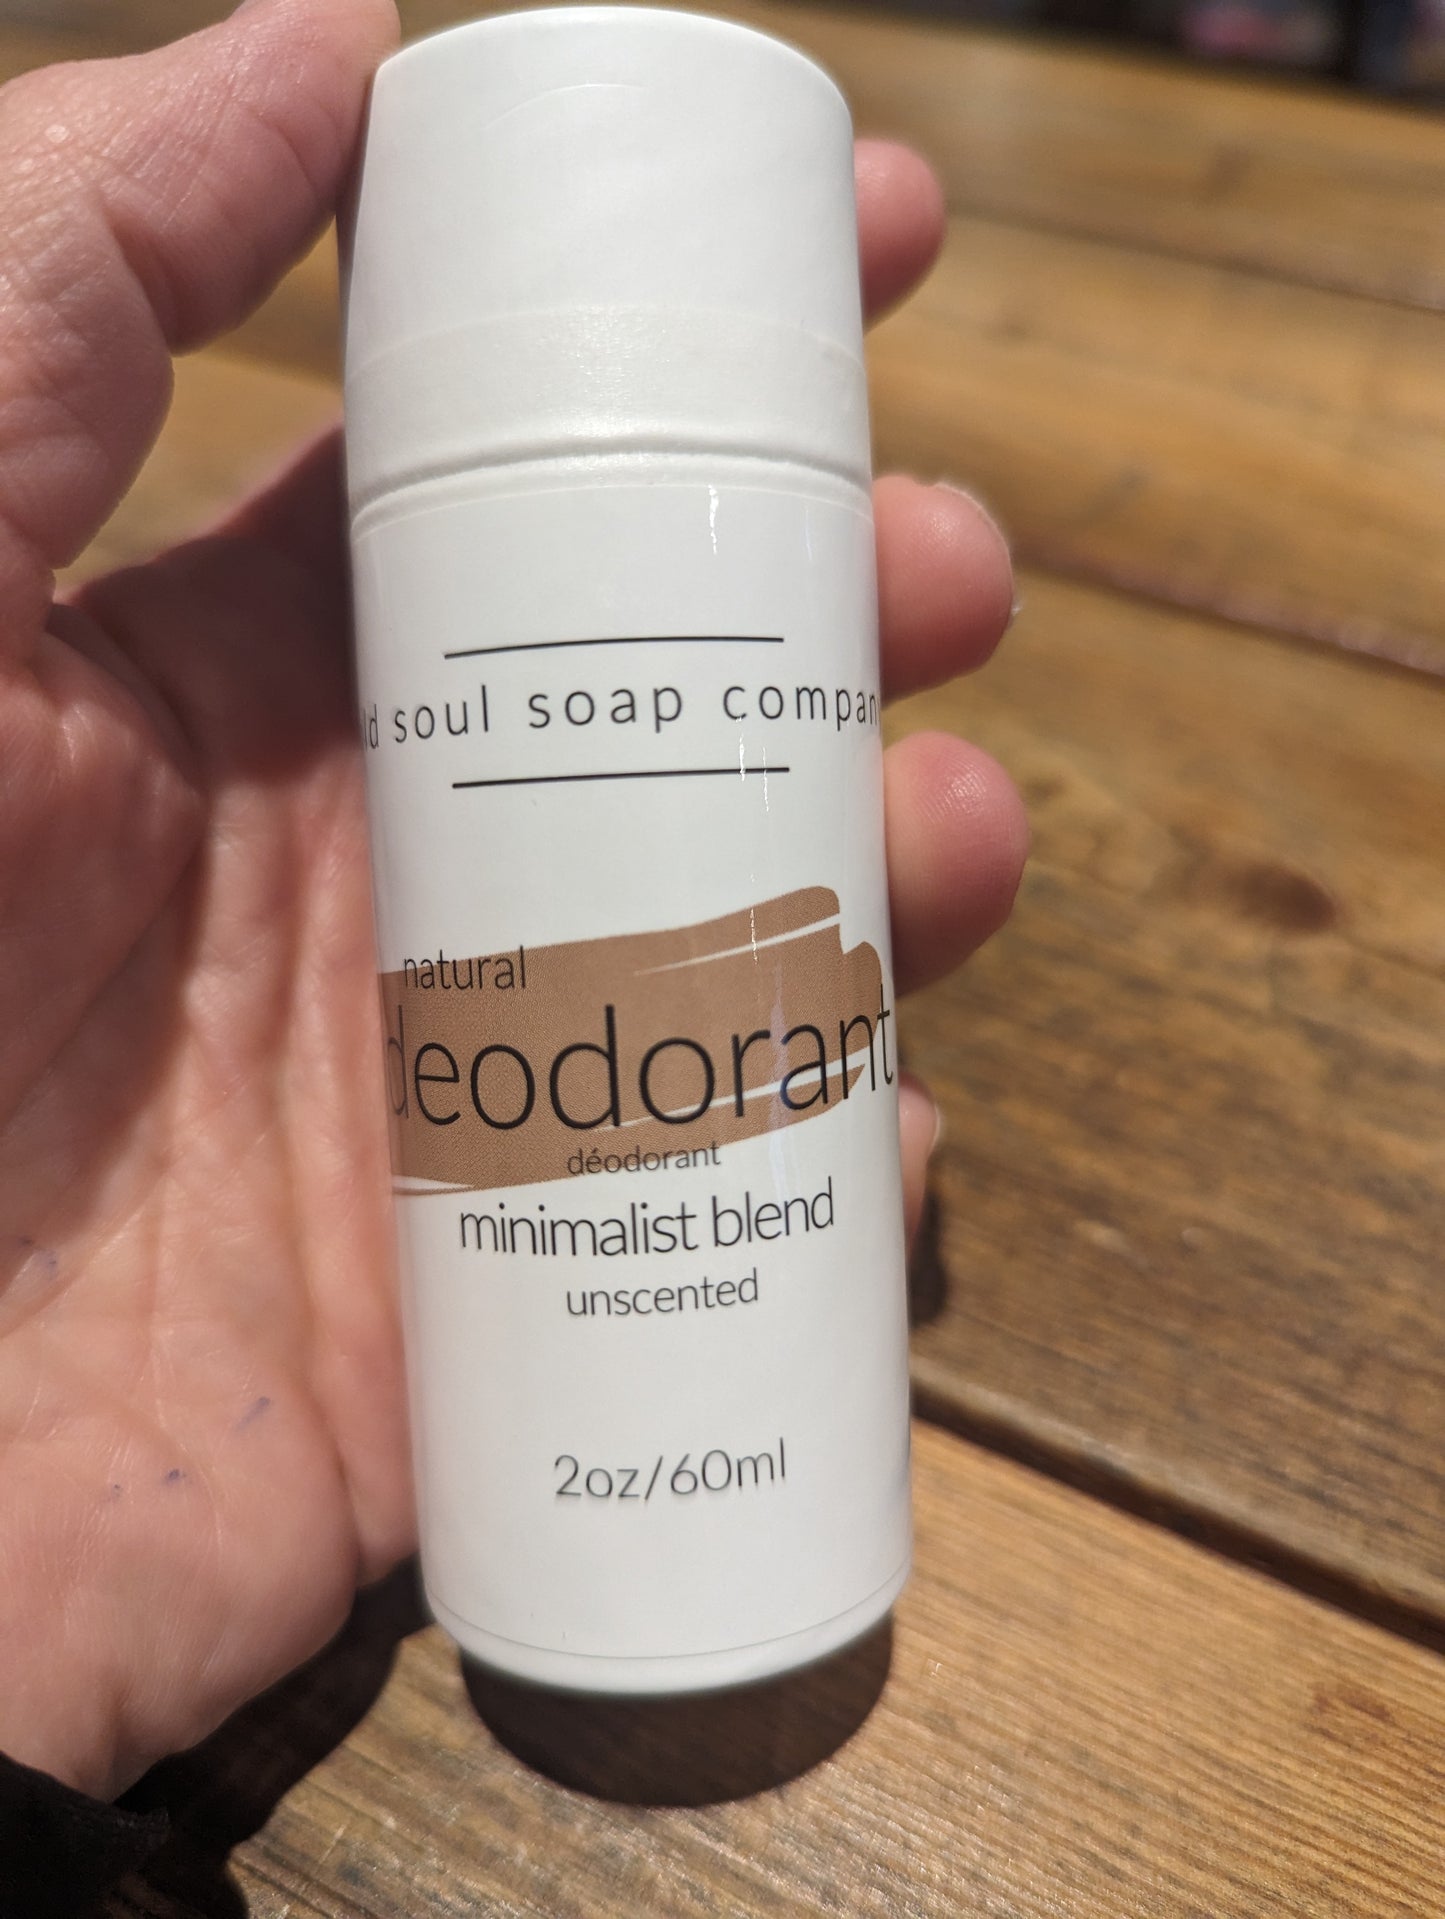 ld soul soap compan
natural
deodorant
déodorant
minimalist blend
unscented
2oz/60ml